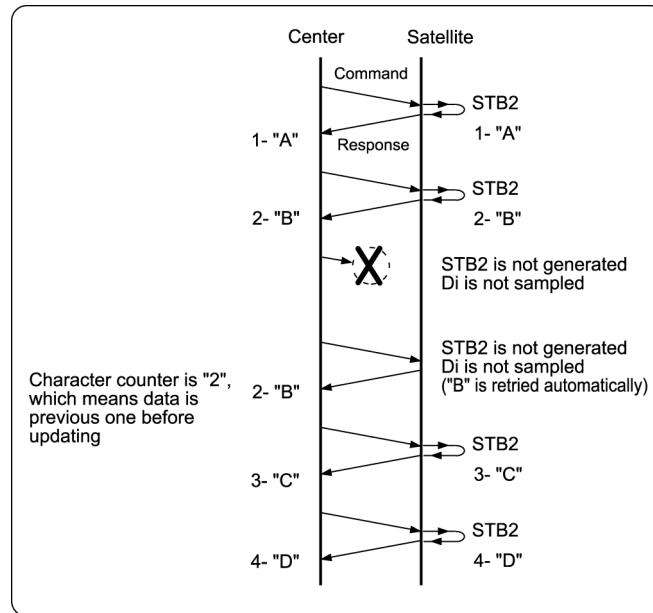 Center
Satellite
Command
STB2
1- "A"
Response
1- "A"
STB2
2- "B"
2- "B"
STB2 is not generated
Di is not sampled
STB2 is not generated
Di is not sampled
("B" is retried automatically)
Character counter is "2",
which means data is
previous one before
updating
2- "B"
STB2
3- "C"
3- "C"
STB2
4- "D"
4- "D"